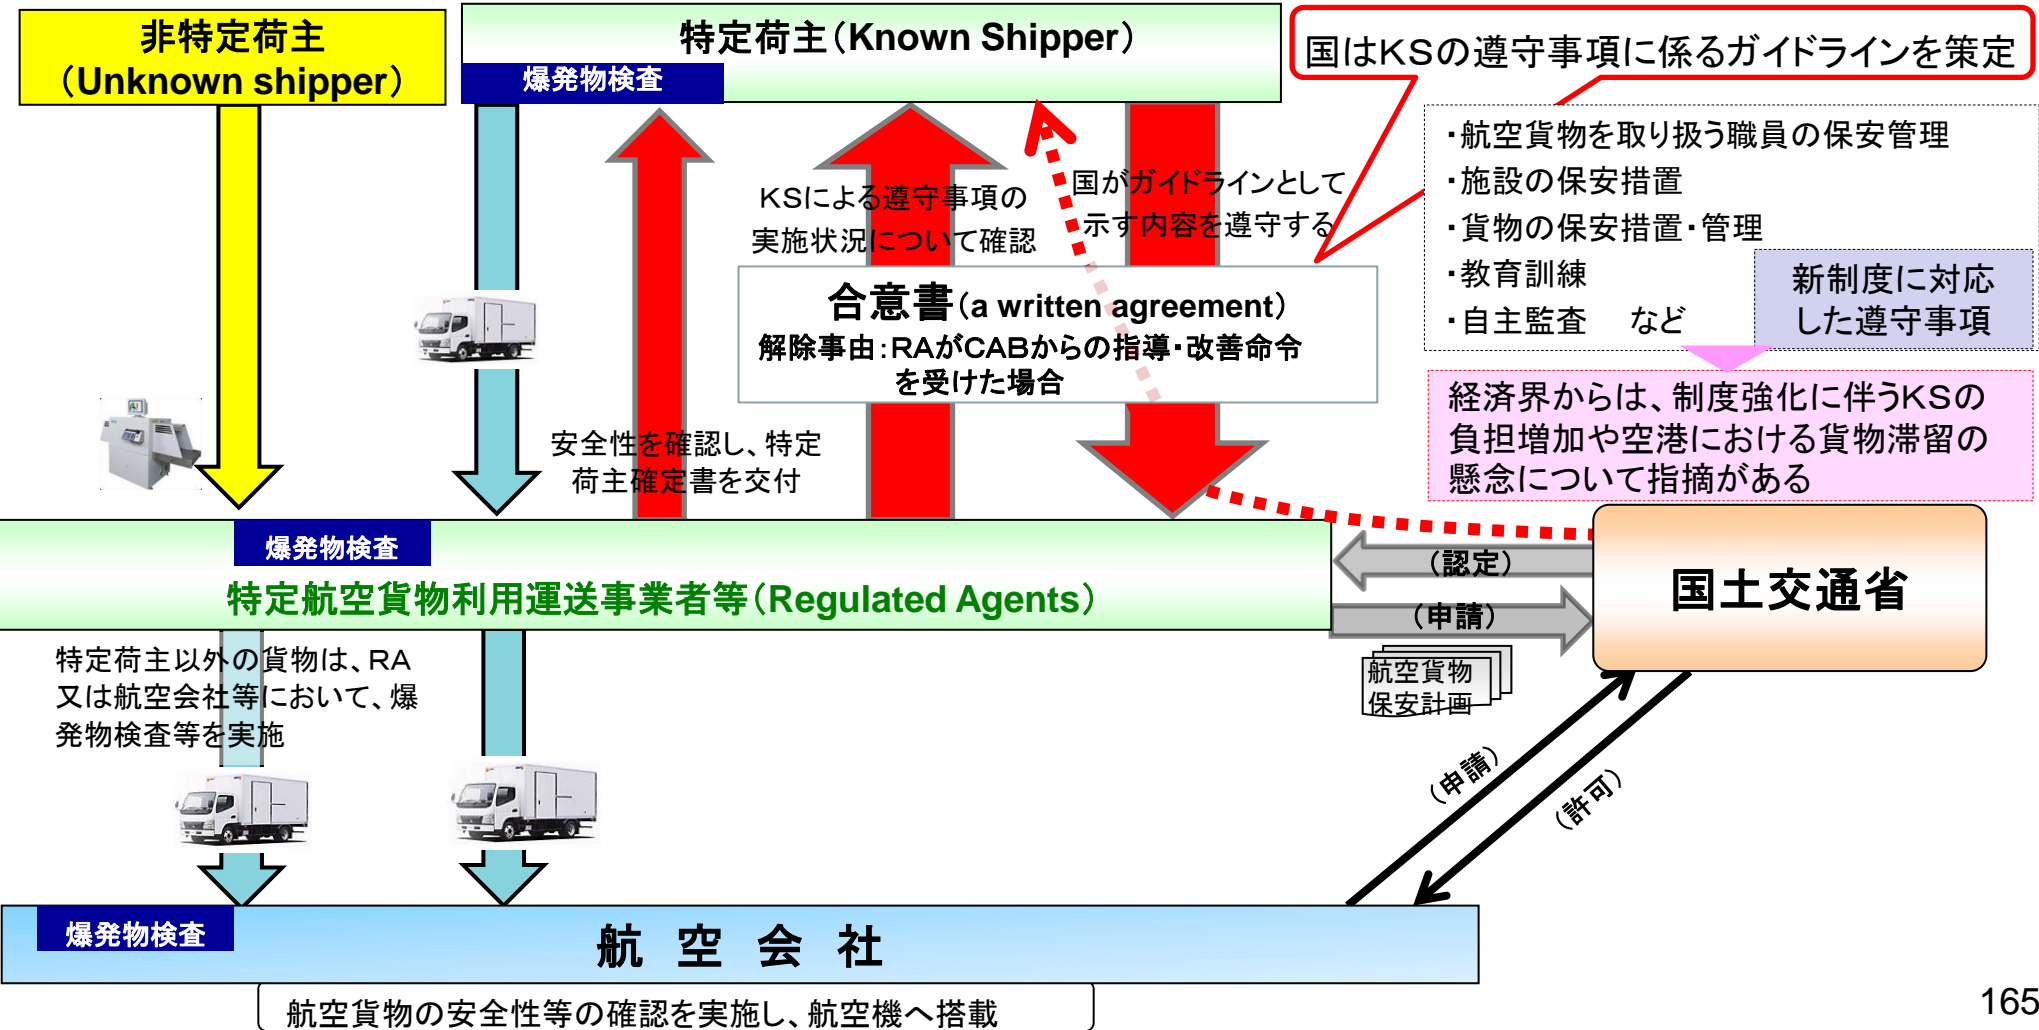 非特定荷主
（Unknown shipper）
特定荷主（Known Shipper）
爆発物検査
国はKSの遵守事項に係るガイドラインを策定
・航空貨物を取り扱う職員の保安管理
・施設の保安措置
・貨物の保安措置・管理
・教育訓練
・自主監査　など
新制度に対応
した遵守事項
KSによる遵守事項の
実施状況について確認
国がガイドラインとして
示す内容を遵守する
合意書（a written agreement）
解除事由：RAがCABからの指導・改善命令
を受けた場合
経済界からは、制度強化に伴うKSの
負担増加や空港における貨物滞留の
懸念について指摘がある
安全性を確認し、特定
荷主確定書を交付
爆発物検査
特定航空貨物利用運送事業者等（Regulated Agents）
（認定）
（申請）
国土交通省
航空貨物
保安計画
特定荷主以外の貨物は、RA
又は航空会社等において、爆
発物検査等を実施
（申請）
（許可）
爆発物検査
航　空　会　社
航空貨物の安全性等の確認を実施し、航空機へ搭載
165